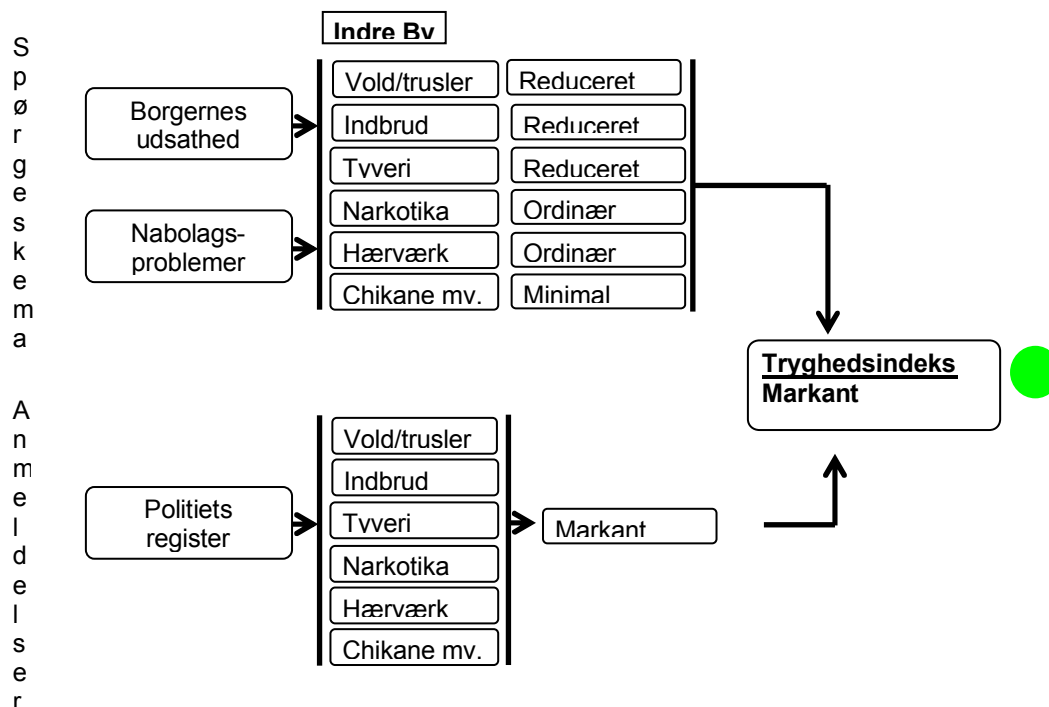 Indre By
Spørgeskema
Borgernes
udsathed
Nabolags-
problemer
Vold/trusler Reduceret
Indbrud Reduceret
Tyveri Reduceret
Narkotika Ordinær
Hærværk Ordinær
Chikane mv. Minimal
Tryghedsindeks
Markant
Anmeldelser
Politiets
register
Vold/trusler
Indbrud
Tyveri
Narkotika
Hærværk
Chikane mv.
Markant